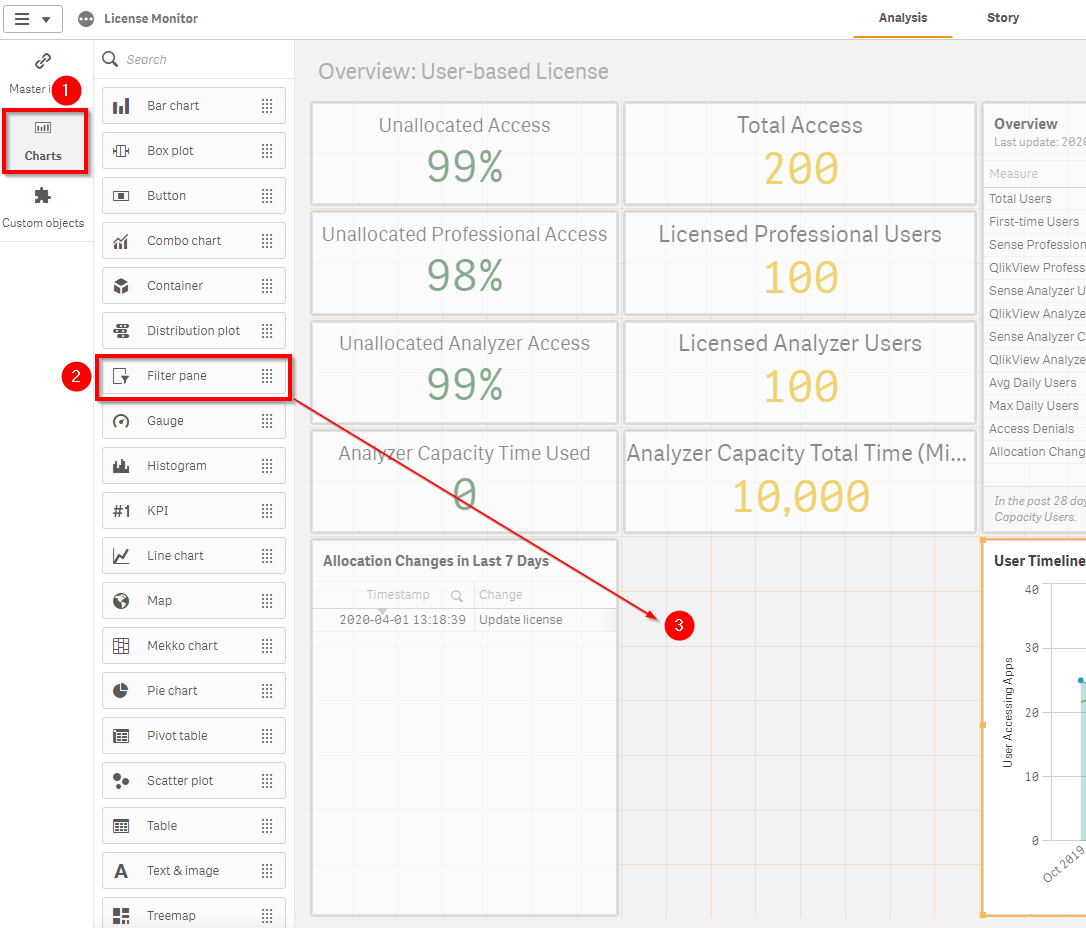 License Monitor
Analysis
Story
Master i
1
Charts
Custom objects
Search
Bar chart
Box plot
Button
Combo chart
Container
Distribution plot
2
Filter pane
Gauge
Histogram
#1 KPI
Line chart
Map
Mekko chart
Pie chart
Pivot table
Scatter plot
Table
A Text & image
Treemap
Overview: User-based License
Unallocated Access
99%
Total Access
200
Unallocated Professional Access
98%
Licensed Professional Users
100
Unallocated Analyzer Access
99%
Licensed Analyzer Users
100
Analyzer Capacity Time Used
0
Analyzer Capacity Total Time (Mi...
10,000
Overview
Last update: 2020
Measure
Total Users
First-time Users
Sense Profession
QlikView Profess
Sense Analyzer U
QlikView Analyze
Sense Analyzer C
QlikView Analyze
Avg Daily Users
Max Daily Users
Access Denials
Allocation Chang
In the past 28 day
Capacity Users.
Allocation Changes in Last 7 Days
Timestamp Change
2020-04-01 13:18:39 Update license
3
User Timeline
User Accessing Apps
40
30
20
10
0
Oct 2019